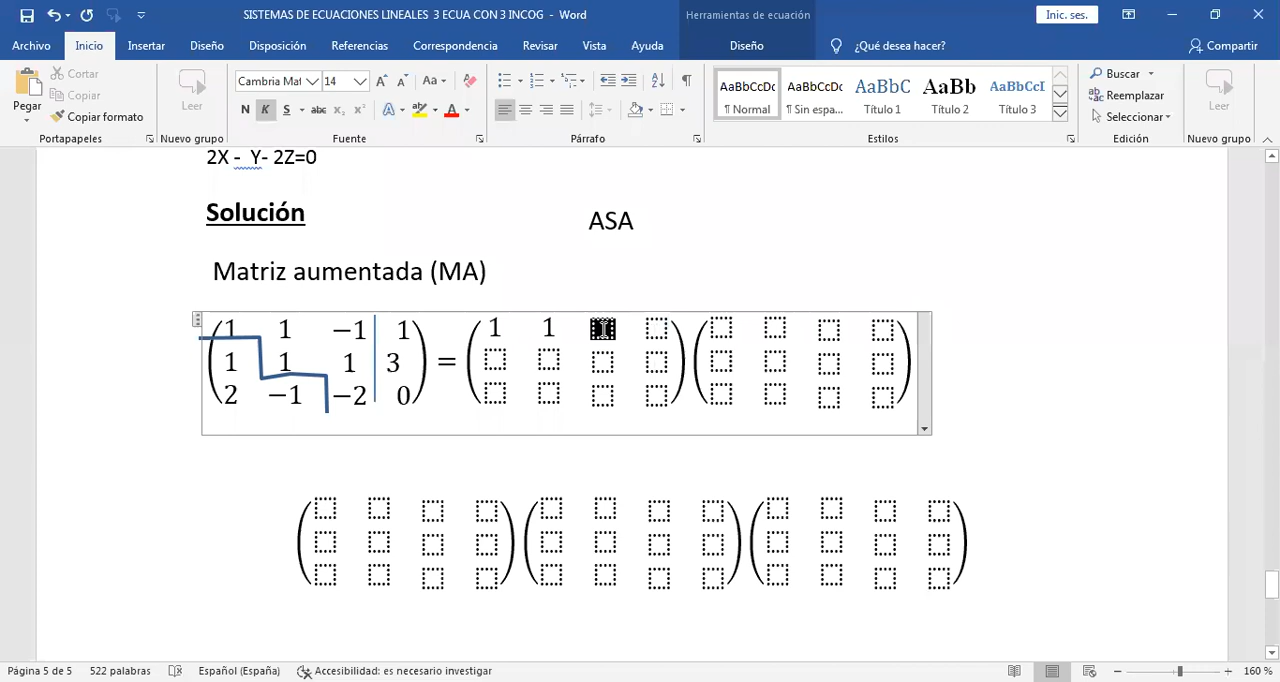 SISTEMAS DE ECUACIONES LINEALES 3 ECUA CON 3 INCOG - Word
Herramientas de ecuación
Inic. ses.
Archivo Inicio Insertar Diseño Disposición Referencias Correspondencia Revisar Vista Ayuda Diseño ¿Qué desea hacer? Compartir
Pegar
Cortar
Copiar
Copiar formato
Portapapeles
Leer
Nuevo grupo
Cambria Mat 14
Fuente
Párrafo
AaBbCcDc AaBbCcDc AaBbC AaBb AaBbCcI
¶ Normal ¶ Sin espa... Título 1 Título 2 Título 3
Estilos
Buscar
Reemplazar
Seleccionar
Edición
Leer
Nuevo grupo
2X - Y- 2Z=0
Solución
ASA
Matriz aumentada (MA)
1 1 −1 1
1 1 1 3
2 −1 −2 0
=
1 1
Página 5 de 5 522 palabras Español (España) Accesibilidad: es necesario investigar 160 %